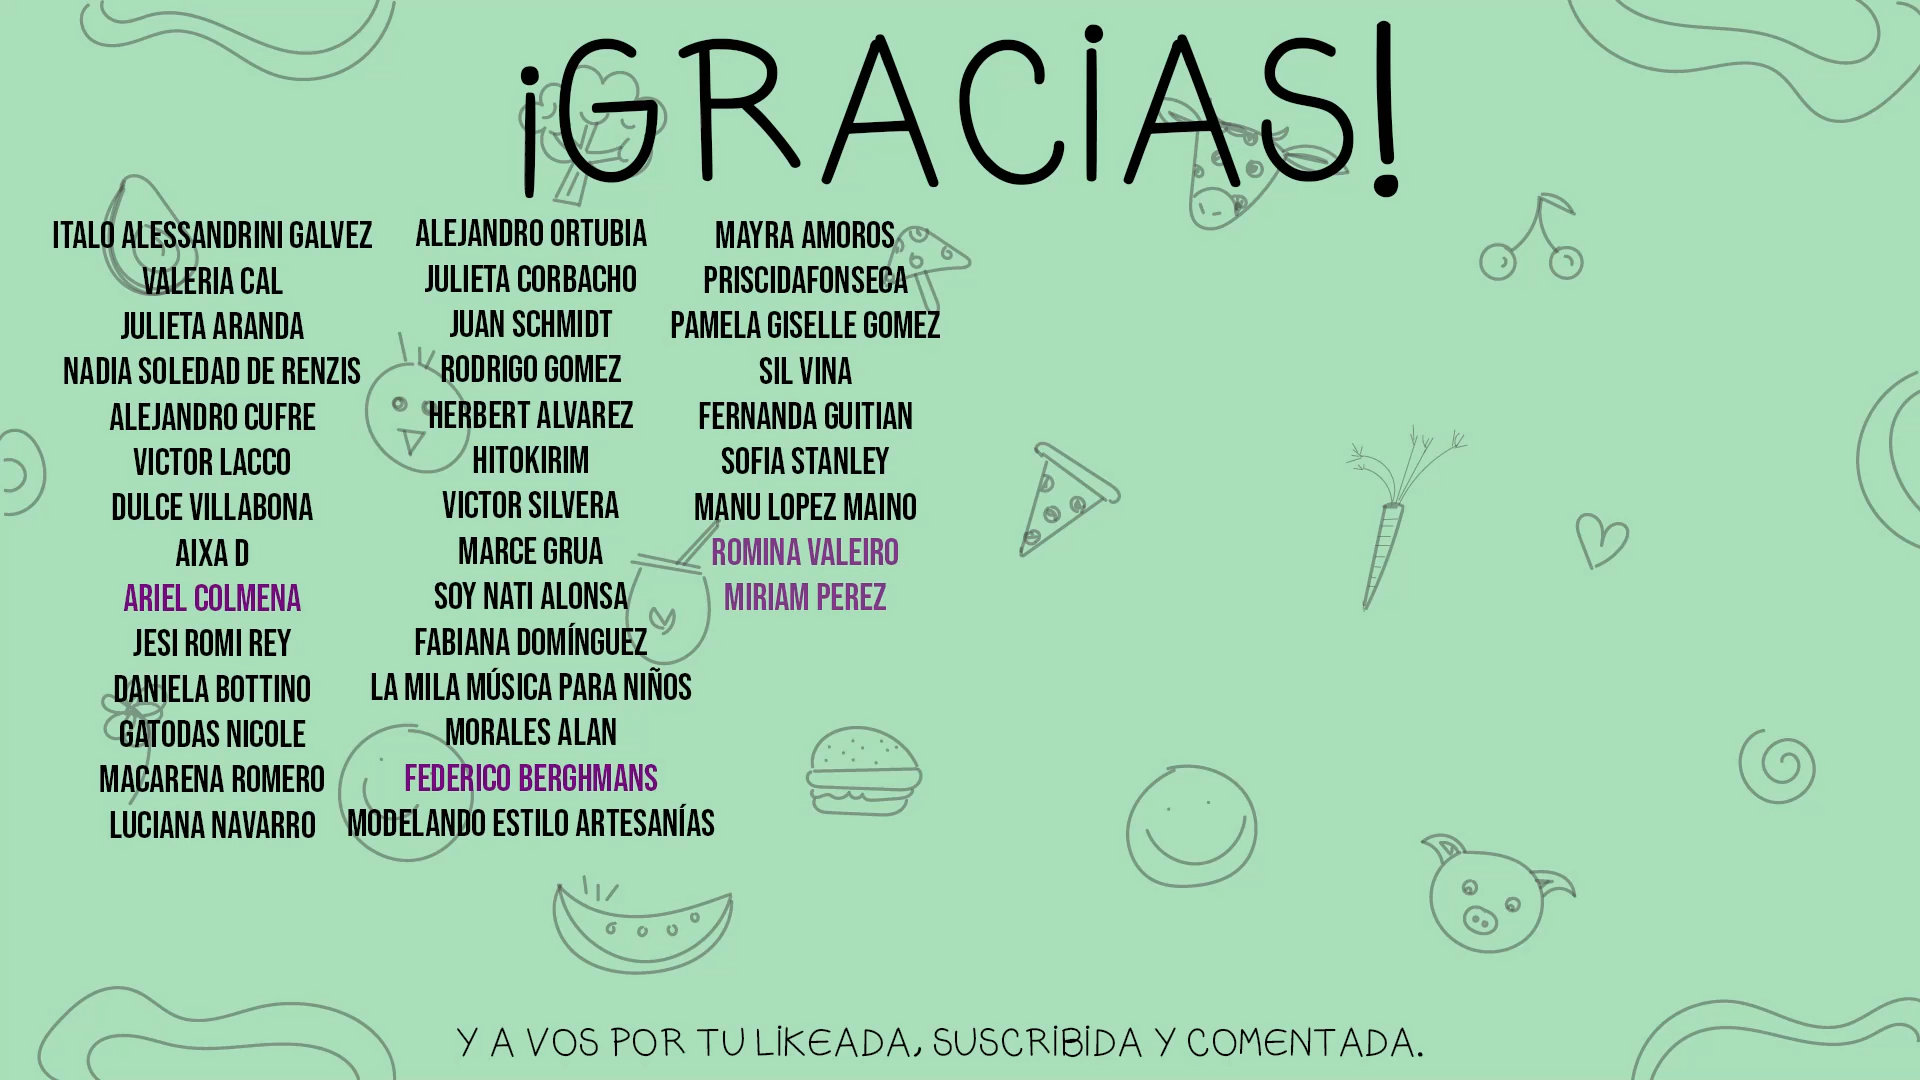 ¡GRACIAS!
ITALO ALESSANDRINI GALVEZ
VALERIA CAL
JULIETA ARANDA
NADIA SOLEDAD DE RENZIS
ALEJANDRO CUFRE
VICTOR LACCO
DULCE VILLABONA
AIXA D
ARIEL COLMENA
JESI ROMI REY
DANIELA BOTTINO
GATODAS NICOLE
MACARENA ROMERO
LUCIANA NAVARRO
ALEJANDRO ORTUBIA
JULIETA CORBACHO
JUAN SCHMIDT
RODRIGO GOMEZ
HERBERT ALVAREZ
HITOKIRIM
VICTOR SILVERA
MARCE GRUA
SOY NATI ALONSA
FABIANA DOMÍNGUEZ
LA MILA MÚSICA PARA NIÑOS
MORALES ALAN
FEDERICO BERGHMANS
MODELANDO ESTILO ARTESANÍAS
MAYRA AMOROS
PRISCIDAFONSECA
PAMELA GISELLE GOMEZ
SIL VINA
FERNANDA GUITIAN
SOFIA STANLEY
MANU LOPEZ MAINO
ROMINA VALEIRO
MIRIAM PEREZ
Y A VOS POR TU LIKEADA, SUSCRIBIDA Y COMENTADA.